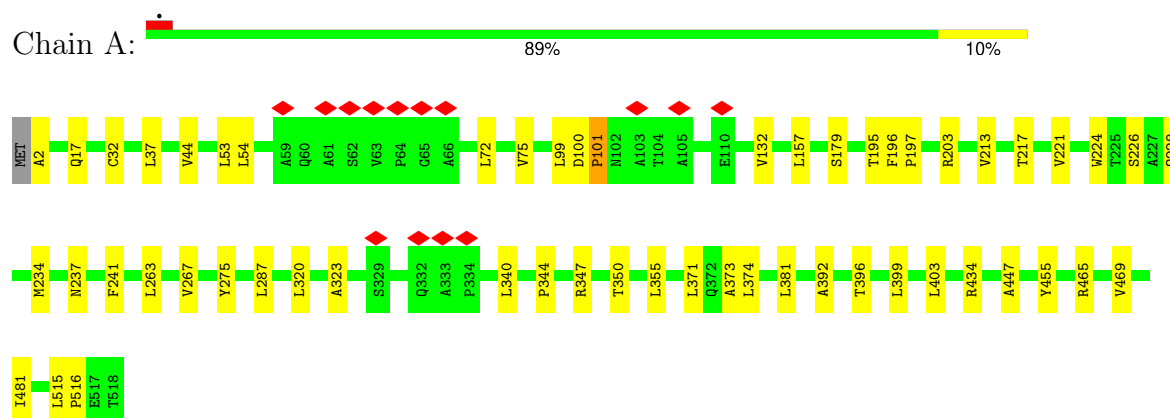 •
Chain A:
89% 10%
MET A2 Q17 C32 L37 V44 L53 L54 A59 Q60 A61 S62 V63 P64 G65 A66 L72 V75 L99 D100 P101 N102 A103 T104 A105 E110 V132 L157 S179 T195 F196 P197 R203 V213 T217 V221 W224 T225 S226 A227
M234 N237 F241 L263 V267 Y275 L287 L320 A323 S329 Q332 A333 P334 L340 P344 R347 T350 L355 L371 Q372 A373 L374 L381 A392 T396 L399 L403 R434 A447 Y455 R465 V469
I481 L515 P516 E517 T518